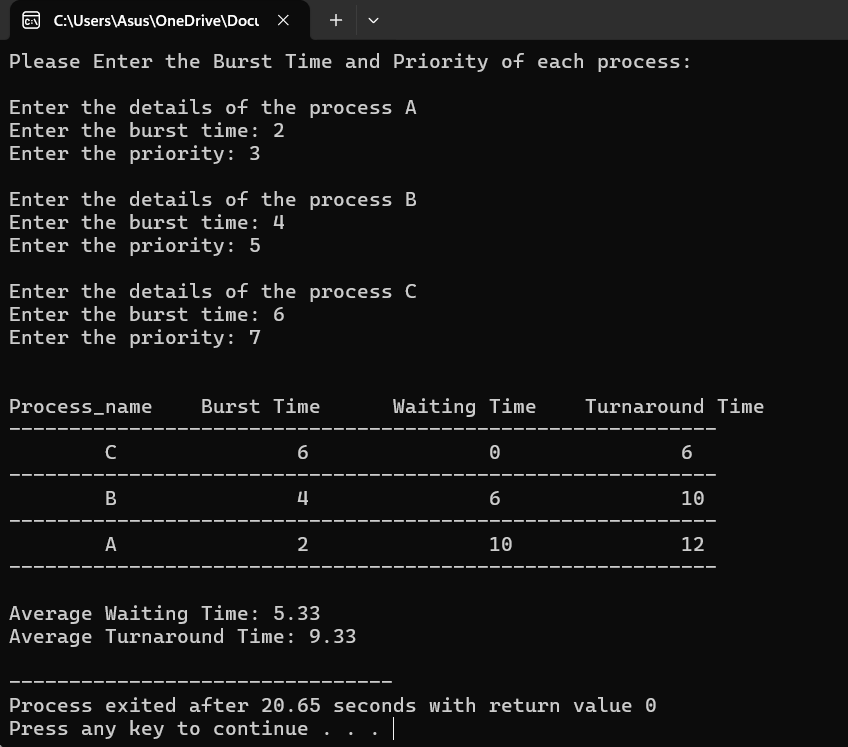 C:\Users\Asus\OneDrive\Docu
Please Enter the Burst Time and Priority of each process:
Enter the details of the process A
Enter the burst time: 2
Enter the priority: 3
Enter the details of the process B
Enter the burst time: 4
Enter the priority: 5
Enter the details of the process C
Enter the burst time: 6
Enter the priority: 7
Process_name    Burst Time      Waiting Time    Turnaround Time
-----------------------------------------------------------
C               6               0               6
-----------------------------------------------------------
B               4               6               10
-----------------------------------------------------------
A               2               10              12
-----------------------------------------------------------
Average Waiting Time: 5.33
Average Turnaround Time: 9.33
--------------------------------
Process exited after 20.65 seconds with return value 0
Press any key to continue . . .